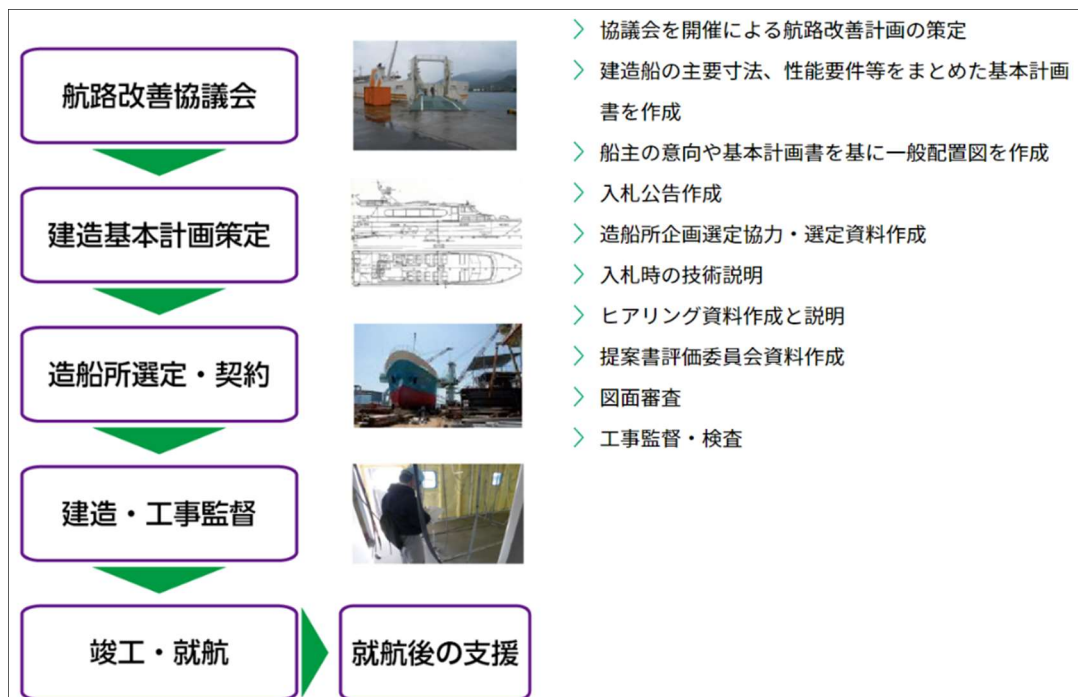 航路改善協議会
建造基本計画策定
造船所選定・契約
建造・工事監督
竣工・就航
就航後の支援
協議会を開催による航路改善計画の策定
建造船の主要寸法、性能要件等をまとめた基本計画
書を作成
船主の意向や基本計画書を基に一般配置図を作成
入札公告作成
造船所企画選定協力・選定資料作成
入札時の技術説明
ヒアリング資料作成と説明
提案書評価委員会資料作成
図面審査
工事監督・検査